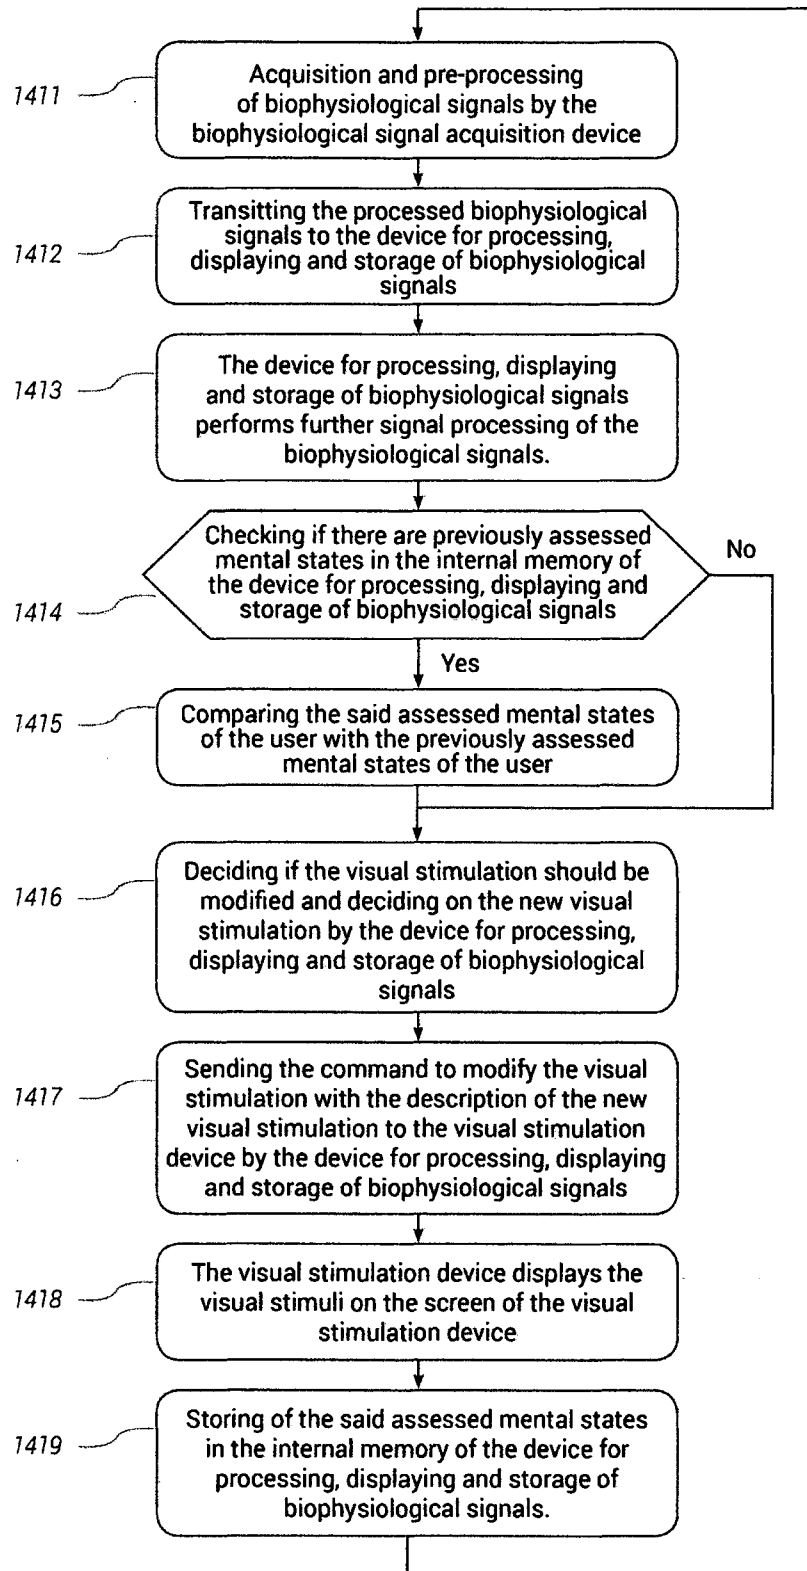 1411
Acquisition and pre-processing
of biophysiological signals by the
biophysiological signal acquisition device
1412
Transitting the processed biophysiological
signals to the device for processing,
displaying and storage of biophysiological
signals
1413
The device for processing, displaying
and storage of biophysiological signals
performs further signal processing of the
biophysiological signals.
1414
Checking if there are previously assessed
mental states in the internal memory of
the device for processing, displaying and
storage of biophysiological signals
No
Yes
1415
Comparing the said assessed mental states
of the user with the previously assessed
mental states of the user
1416
Deciding if the visual stimulation should be
modified and deciding on the new visual
stimulation by the device for processing,
displaying and storage of biophysiological
signals
1417
Sending the command to modify the visual
stimulation with the description of the new
visual stimulation to the visual stimulation
device by the device for processing, displaying
and storage of biophysiological signals
1418
The visual stimulation device displays the
visual stimuli on the screen of the visual
stimulation device
1419
Storing of the said assessed mental states
in the internal memory of the device for
processing, displaying and storage of
biophysiological signals.